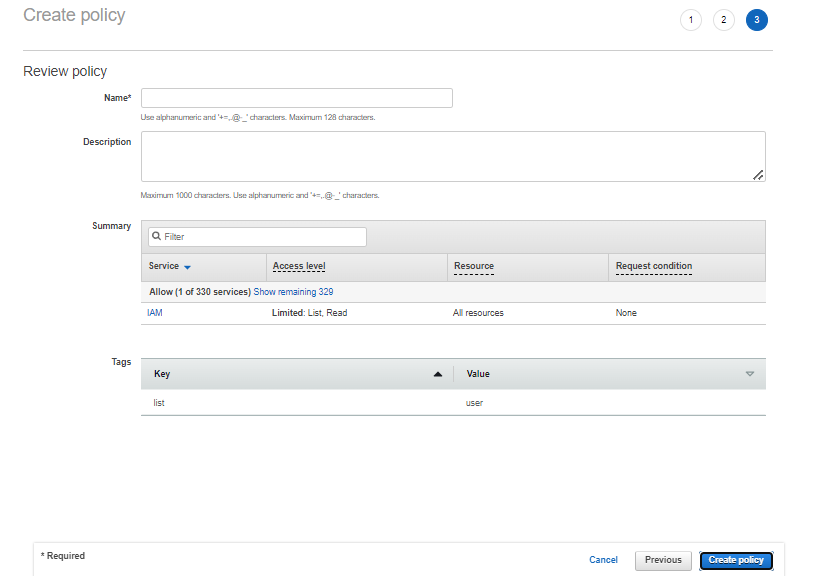 Create policy
1 2 3
Review policy
Name*
Use alphanumeric and '+=,.@-_' characters. Maximum 128 characters.
Description
Maximum 1000 characters. Use alphanumeric and '+=,.@-_' characters.
Summary
Filter
Service Access level Resource Request condition
Allow (1 of 330 services) Show remaining 329
IAM Limited: List, Read All resources None
Tags
Key Value
list user
* Required
Cancel Previous Create policy